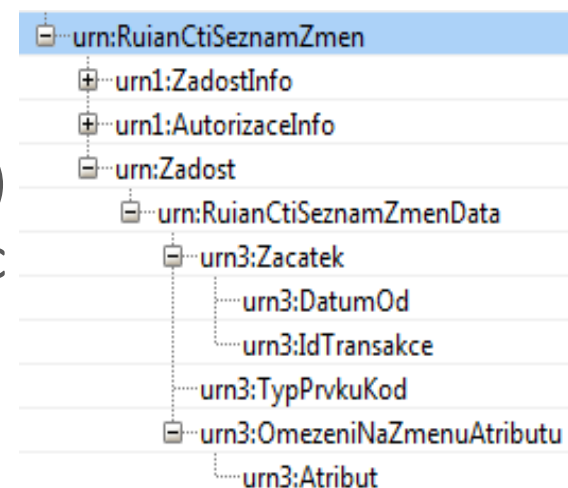 urn:RuianCtiSeznamZmen
urn1:ZadostInfo
urn1:AutorizaceInfo
urn:Zadost
)
urn:RuianCtiSeznamZmenData
c
urn3:Zacatek
urn3:DatumOd
urn3:IdTransakce
urn3:TypPrvkuKod
urn3:OmezeniNaZmenuAtributu
urn3:Atribut